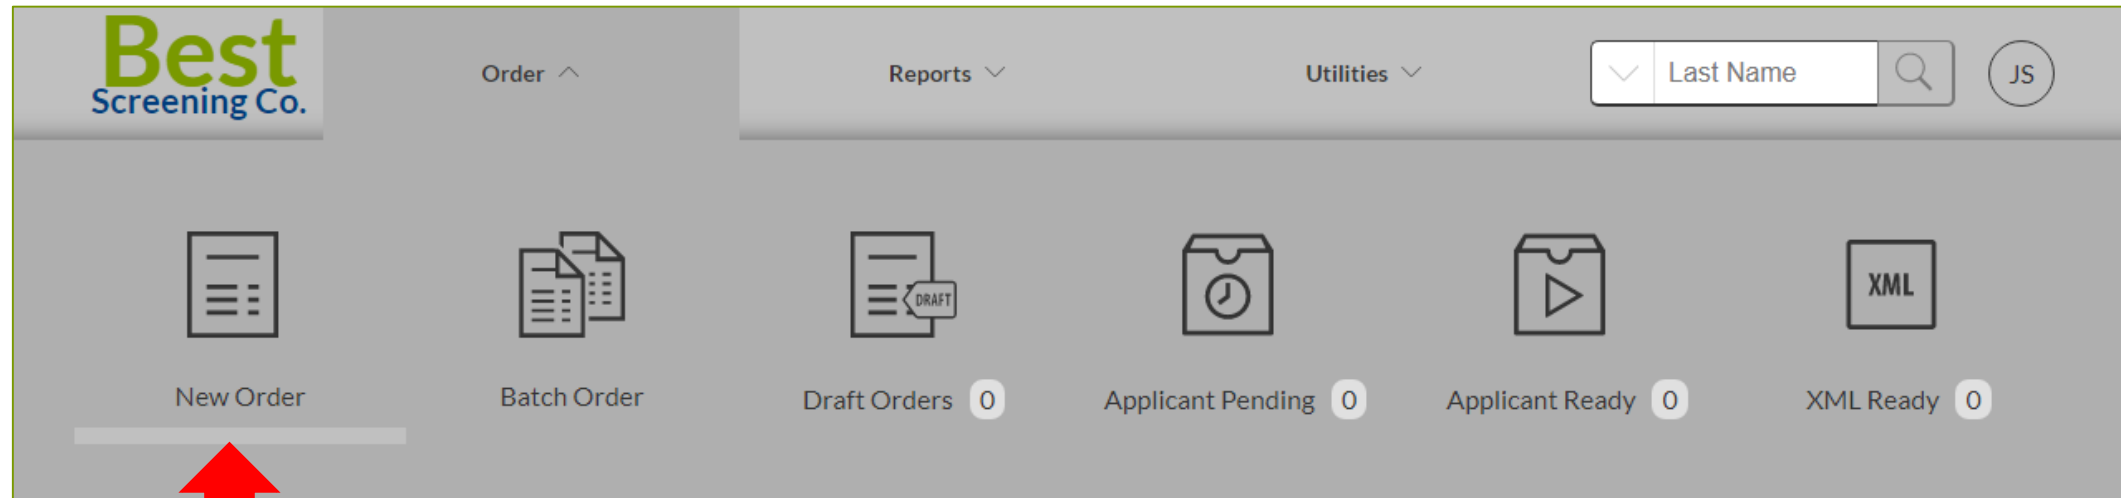 Best
Screening Co.
Order
Reports
Utilities
Last Name
JS
DRAFT
XML
New Order
Batch Order
Draft Orders 0
Applicant Pending 0
Applicant Ready 0
XML Ready 0